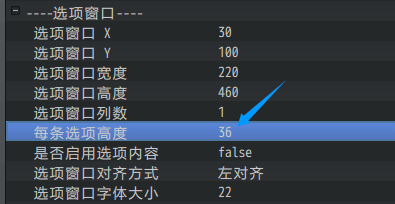 ----选项窗口----
选项窗口 X 30
选项窗口 Y 100
选项窗口宽度 220
选项窗口高度 460
选项窗口列数 1
每条选项高度 36
是否启用选项内容 false
选项窗口对齐方式 左对齐
选项窗口字体大小 22